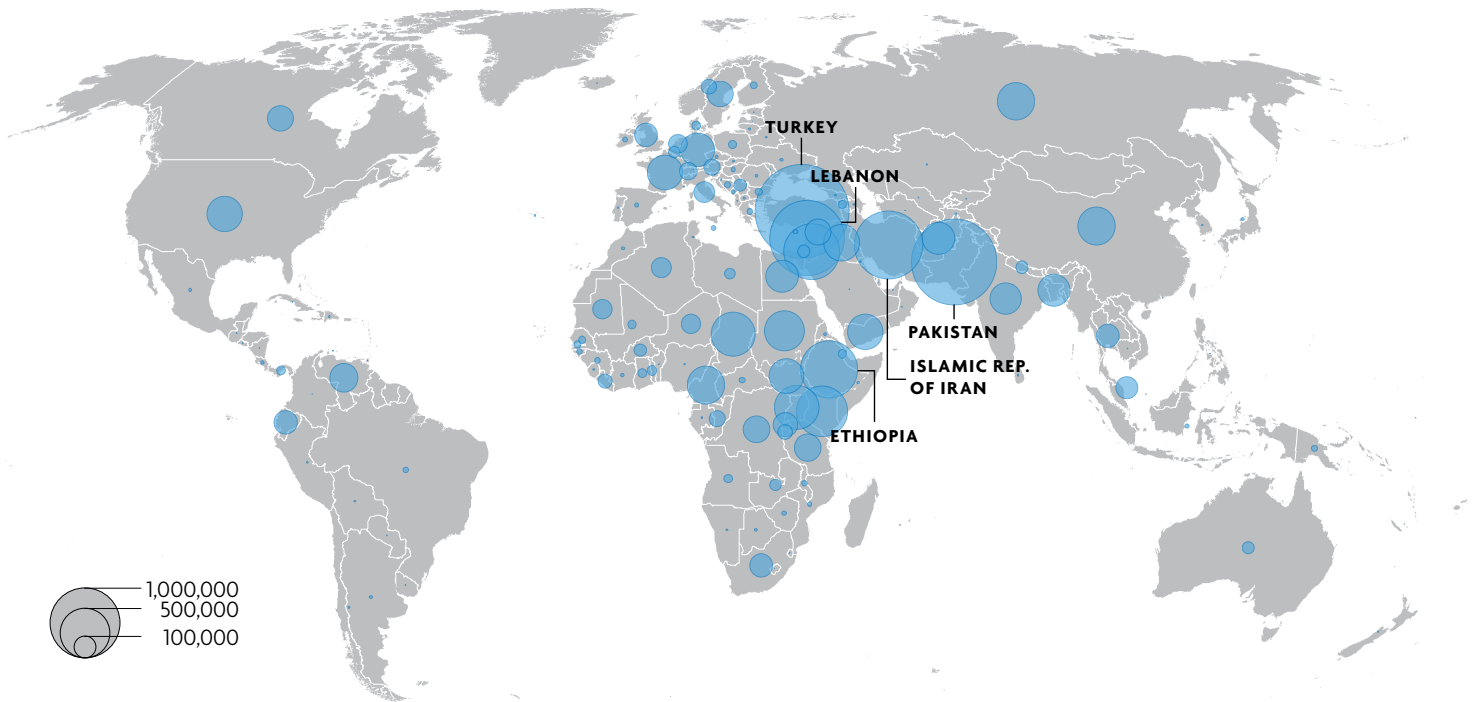 TURKEY
LEBANON
PAKISTAN
ISLAMIC REP.
OF IRAN
ETHIOPIA
1,000,000
500,000
100,000